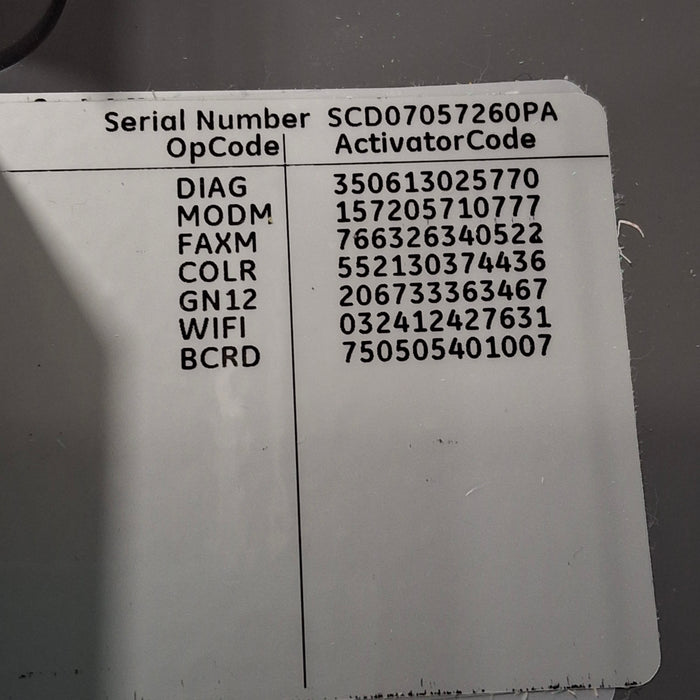 Serial Number SCD07057260PA
OpCode ActivatorCode
DIAG 350613025770
MODM 157205710777
FAXM 766326340522
COLR 552130374436
GN12 206733363467
WIFI 032412427631
BCRD 750505401007